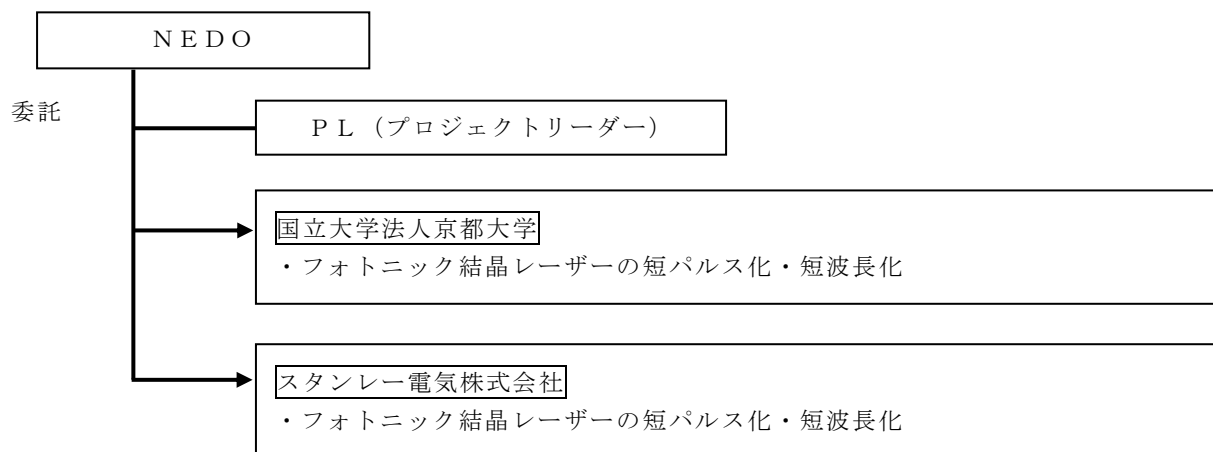 ＮＥＤＯ
委託
ＰＬ（プロジェクトリーダー）
国立大学法人京都大学
・フォトニック結晶レーザーの短パルス化・短波長化
スタンレー電気株式会社
・フォトニック結晶レーザーの短パルス化・短波長化